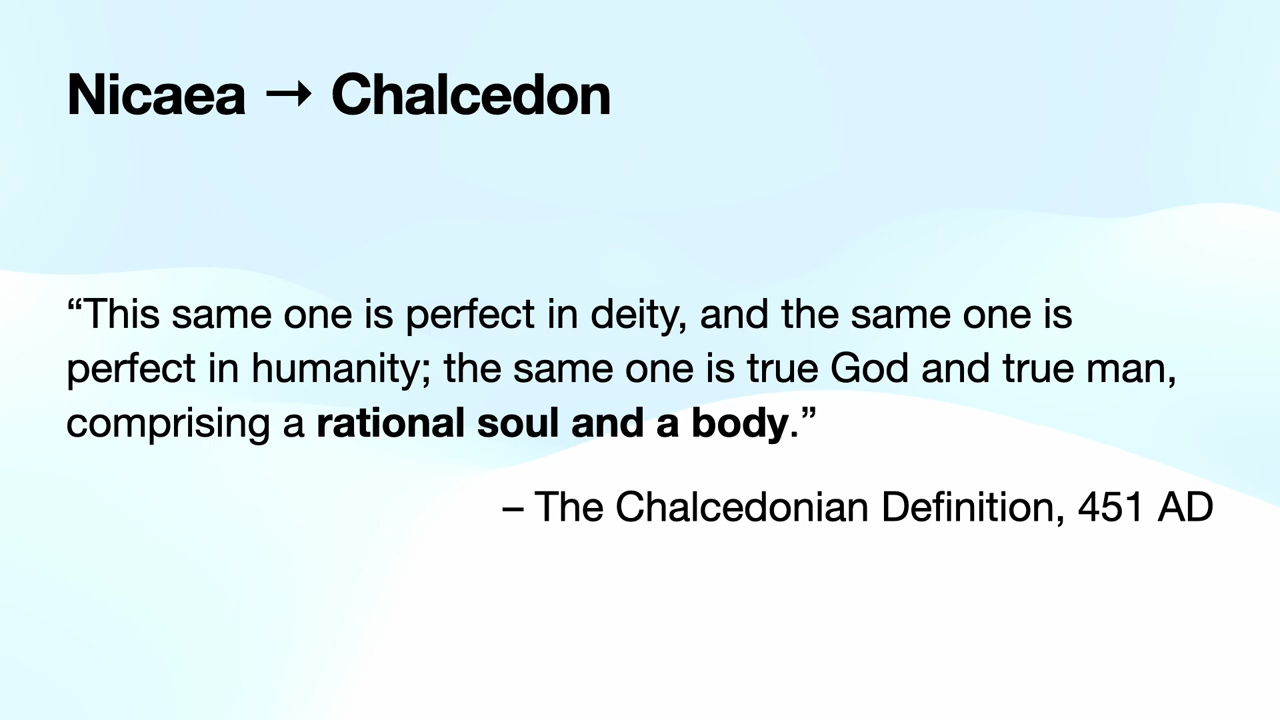 Nicaea → Chalcedon
“This same one is perfect in deity, and the same one is
perfect in humanity; the same one is true God and true man,
comprising a rational soul and a body.”
– The Chalcedonian Definition, 451 AD